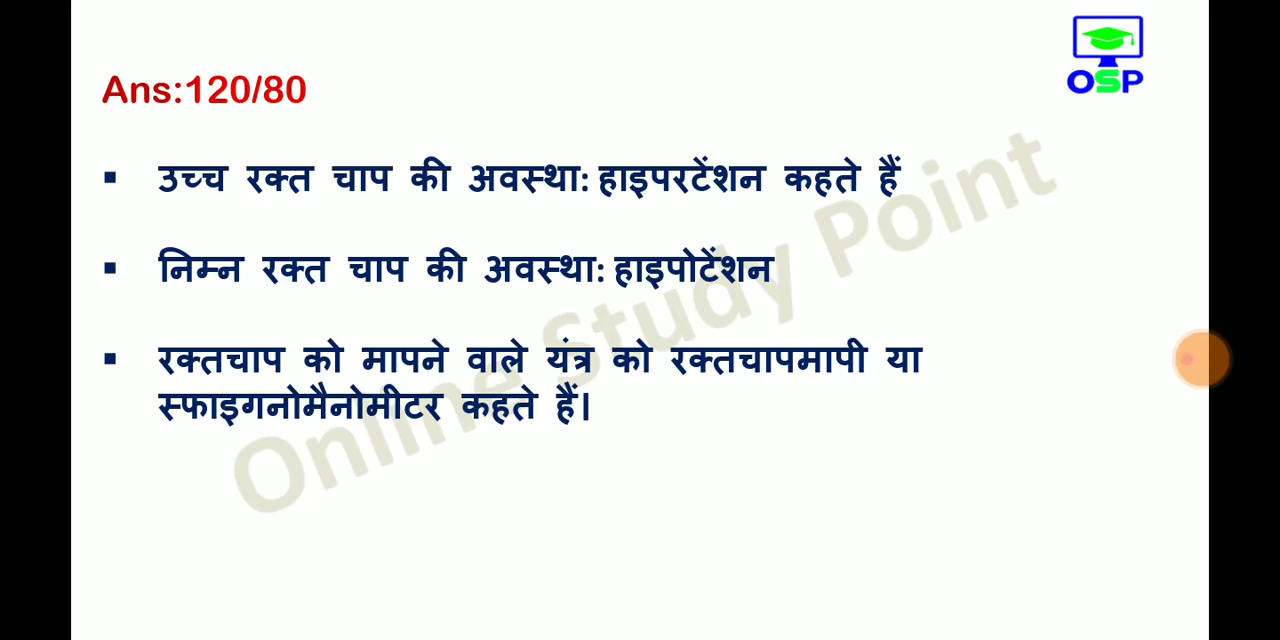 OSP
Ans:120/80
▪ उच्च रक्त चाप की अवस्था: हाइपरटेंशन कहते हैं
▪ निम्न रक्त चाप की अवस्था: हाइपोटेंशन
▪ रक्तचाप को मापने वाले यंत्र को रक्तचापमापी या
स्फाइगनोमैनोमीटर कहते हैं।
Online Study Point